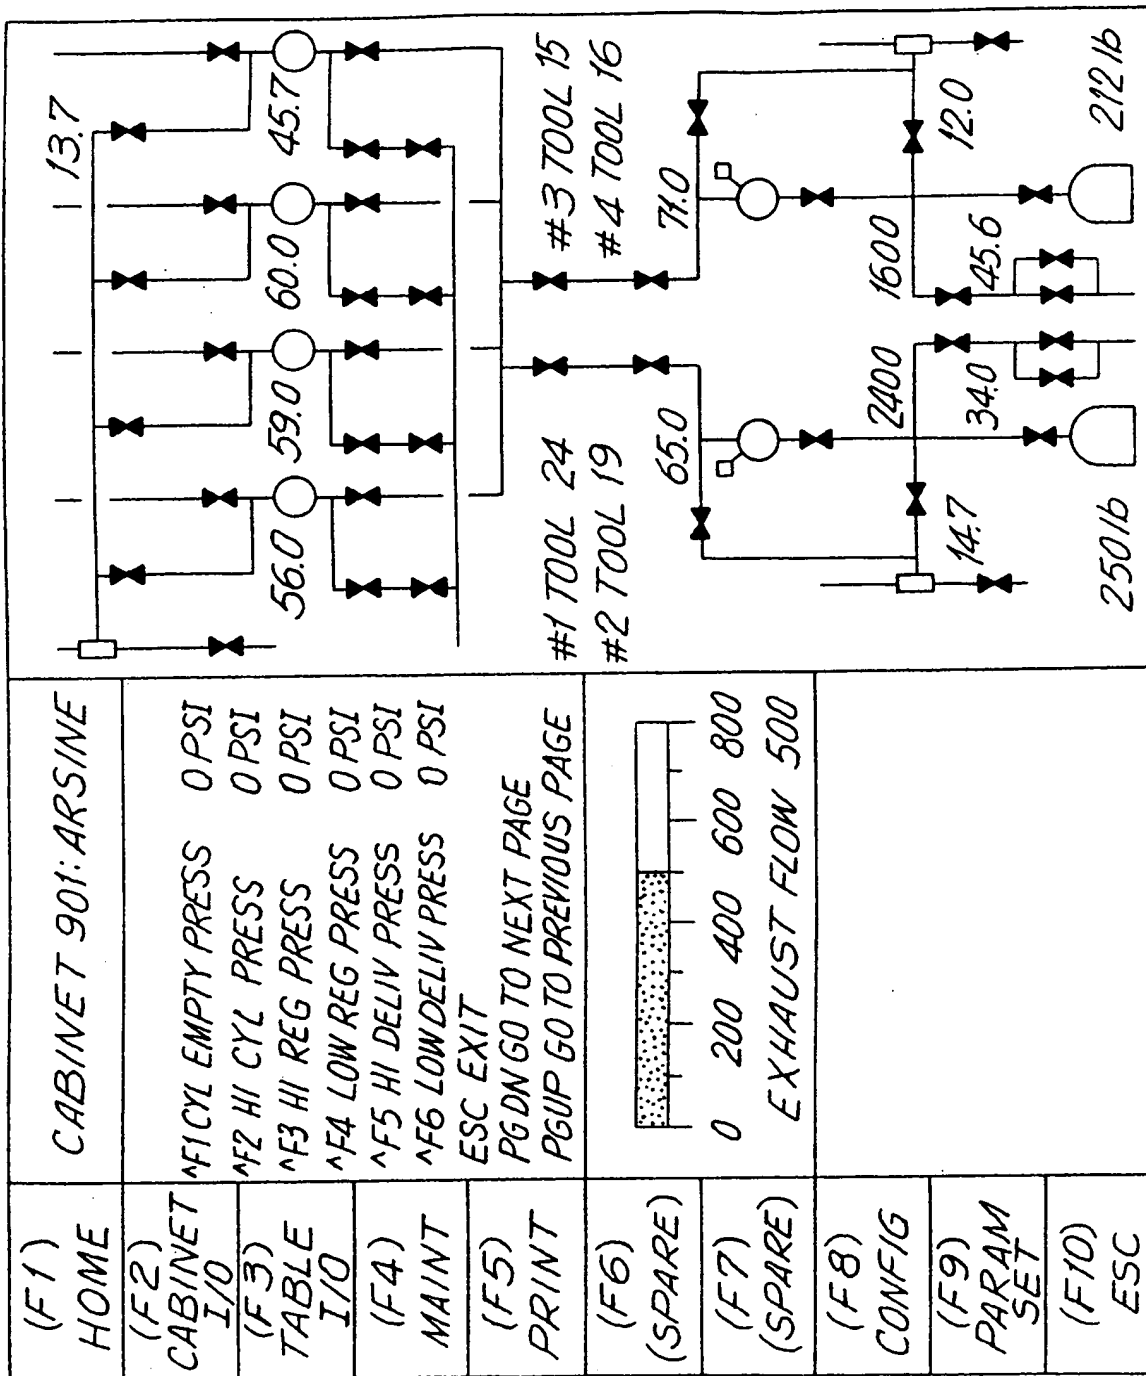 (F1)
HOME
(F2)
CABINET
I/O
(F3)
TABLE
I/O
(F4)
MAINT
(F5)
PRINT
(F6)
(SPARE)
(F7)
(SPARE)
(F8)
CONFIG
(F9)
PARAM
SET
(F10)
ESC
CABINET 901: ARSINE
^F1 CYL EMPTY PRESS 0 PSI
^F2 HI CYL PRESS 0 PSI
^F3 HI REG PRESS 0 PSI
^F4 LOW REG PRESS 0 PSI
^F5 HI DELIV PRESS 0 PSI
^F6 LOW DELIV PRESS 0 PSI
ESC EXIT
PG DN GO TO NEXT PAGE
PGUP GO TO PREVIOUS PAGE
0 200 400 600 800
EXHAUST FLOW 500
13.7
56.0 59.0 60.0 45.7
#1 TOOL 24
#2 TOOL 19
#3 TOOL 15
#4 TOOL 16
65.0 71.0
2400 1600
14.7 34.0 45.6 12.0
250 lb 212 lb